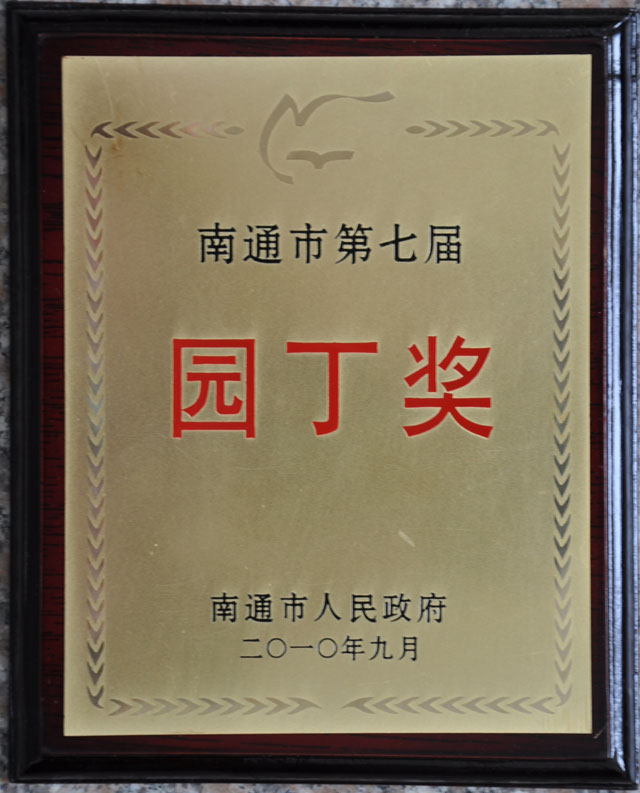 南通市第七届
园丁奖
南通市人民政府
二〇一〇年九月